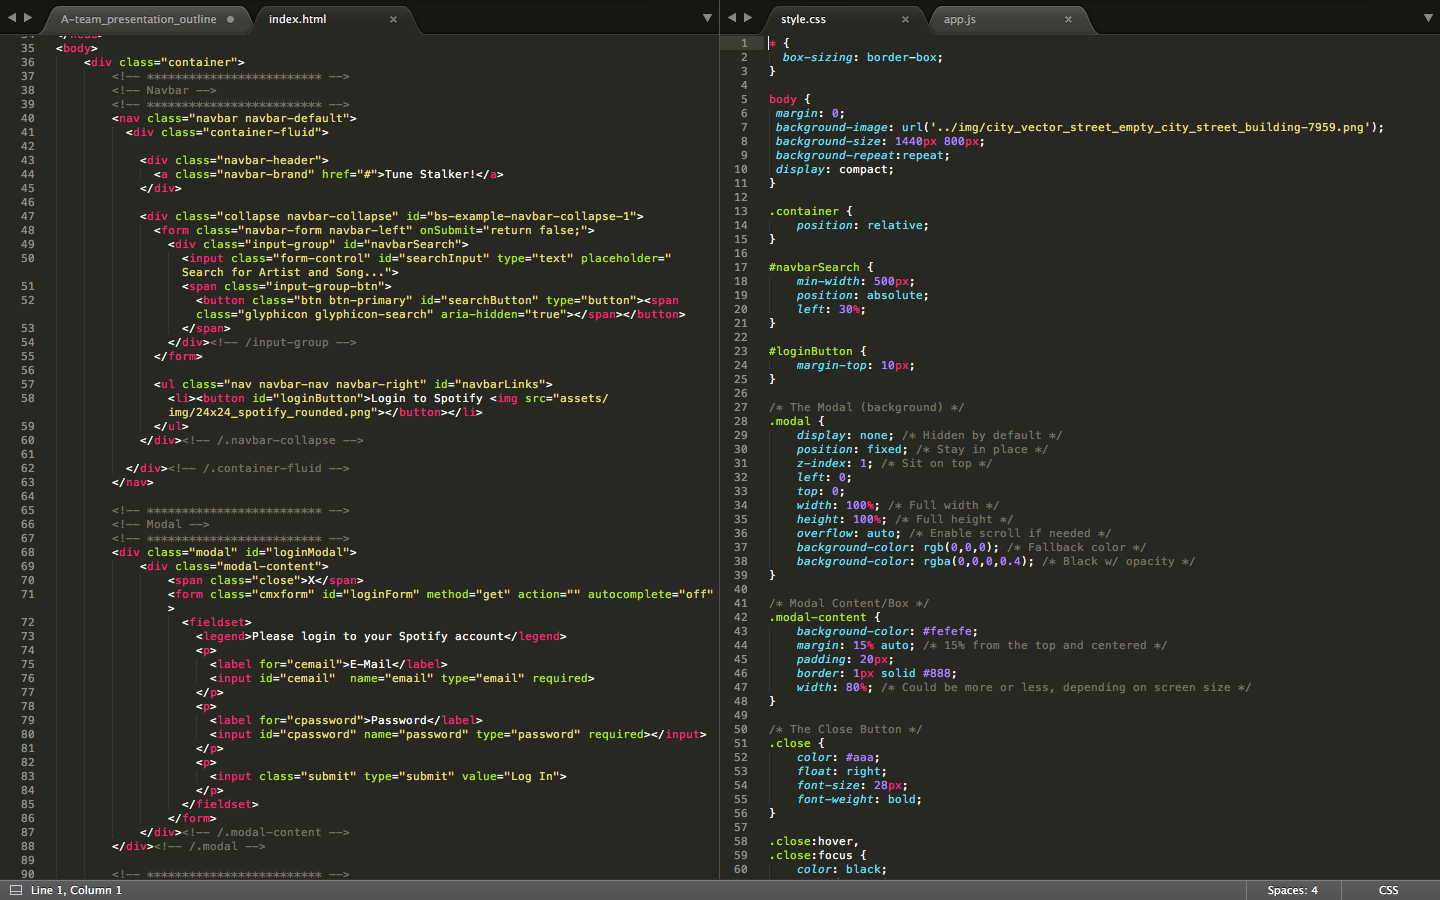 A-team_presentation_outline
index.html
34 </head>
35 <body>
36 <div class="container">
37 <!-- ************************* -->
38 <!-- Navbar -->
39 <!-- ************************* -->
40 <nav class="navbar navbar-default">
41 <div class="container-fluid">
42
43 <div class="navbar-header">
44 <a class="navbar-brand" href="#">Tune Stalker!</a>
45 </div>
46
47 <div class="collapse navbar-collapse" id="bs-example-navbar-collapse-1">
48 <form class="navbar-form navbar-left" onSubmit="return false;">
49 <div class="input-group" id="navbarSearch">
50 <input class="form-control" id="searchInput" type="text" placeholder="
Search for Artist and Song...">
51 <span class="input-group-btn">
52 <button class="btn btn-primary" id="searchButton" type="button"><span
class="glyphicon glyphicon-search" aria-hidden="true"></span></button>
53 </span>
54 </div><!-- /input-group -->
55 </form>
56
57 <ul class="nav navbar-nav navbar-right" id="navbarLinks">
58 <li><button id="loginButton">Login to Spotify <img src="assets/
img/24x24_spotify_rounded.png"></button></li>
59 </ul>
60 </div><!-- /.navbar-collapse -->
61
62 </div><!-- /.container-fluid -->
63 </nav>
64
65 <!-- ************************* -->
66 <!-- Modal -->
67 <!-- ************************* -->
68 <div class="modal" id="loginModal">
69 <div class="modal-content">
70 <span class="close">X</span>
71 <form class="cmxform" id="loginForm" method="get" action="" autocomplete="off"
>
72 <fieldset>
73 <legend>Please login to your Spotify account</legend>
74 <p>
75 <label for="cemail">E-Mail</label>
76 <input id="cemail"  name="email" type="email" required>
77 </p>
78 <p>
79 <label for="cpassword">Password</label>
80 <input id="cpassword" name="password" type="password" required></input>
81 </p>
82 <p>
83 <input class="submit" type="submit" value="Log In">
84 </p>
85 </fieldset>
86 </form>
87 </div><!-- /.modal-content -->
88 </div><!-- /.modal -->
89
90 <!-- ************************* -->
style.css
app.js
1 * {
2 box-sizing: border-box;
3 }
4
5 body {
6 margin: 0;
7 background-image: url('../img/city_vector_street_empty_city_street_building-7959.png');
8 background-size: 1440px 800px;
9 background-repeat:repeat;
10 display: compact;
11 }
12
13 .container {
14 position: relative;
15 }
16
17 #navbarSearch {
18 min-width: 500px;
19 position: absolute;
20 left: 30%;
21 }
22
23 #loginButton {
24 margin-top: 10px;
25 }
26
27 /* The Modal (background) */
28 .modal {
29 display: none; /* Hidden by default */
30 position: fixed; /* Stay in place */
31 z-index: 1; /* Sit on top */
32 left: 0;
33 top: 0;
34 width: 100%; /* Full width */
35 height: 100%; /* Full height */
36 overflow: auto; /* Enable scroll if needed */
37 background-color: rgb(0,0,0); /* Fallback color */
38 background-color: rgba(0,0,0,0.4); /* Black w/ opacity */
39 }
40
41 /* Modal Content/Box */
42 .modal-content {
43 background-color: #fefefe;
44 margin: 15% auto; /* 15% from the top and centered */
45 padding: 20px;
46 border: 1px solid #888;
47 width: 80%; /* Could be more or less, depending on screen size */
48 }
49
50 /* The Close Button */
51 .close {
52 color: #aaa;
53 float: right;
54 font-size: 28px;
55 font-weight: bold;
56 }
57
58 .close:hover,
59 .close:focus {
60 color: black;
Line 1, Column 1
Spaces: 4
CSS